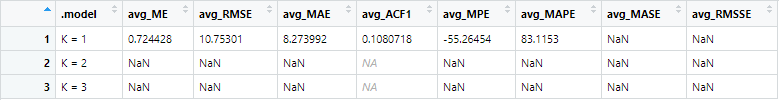 .model avg_ME avg_RMSE avg_MAE avg_ACF1 avg_MPE avg_MAPE avg_MASE avg_RMSSE
1 K = 1 0.724428 10.75301 8.273992 0.1080718 -55.26454 83.1153 NaN NaN
2 K = 2 NaN NaN NaN NA NaN NaN NaN NaN
3 K = 3 NaN NaN NaN NA NaN NaN NaN NaN